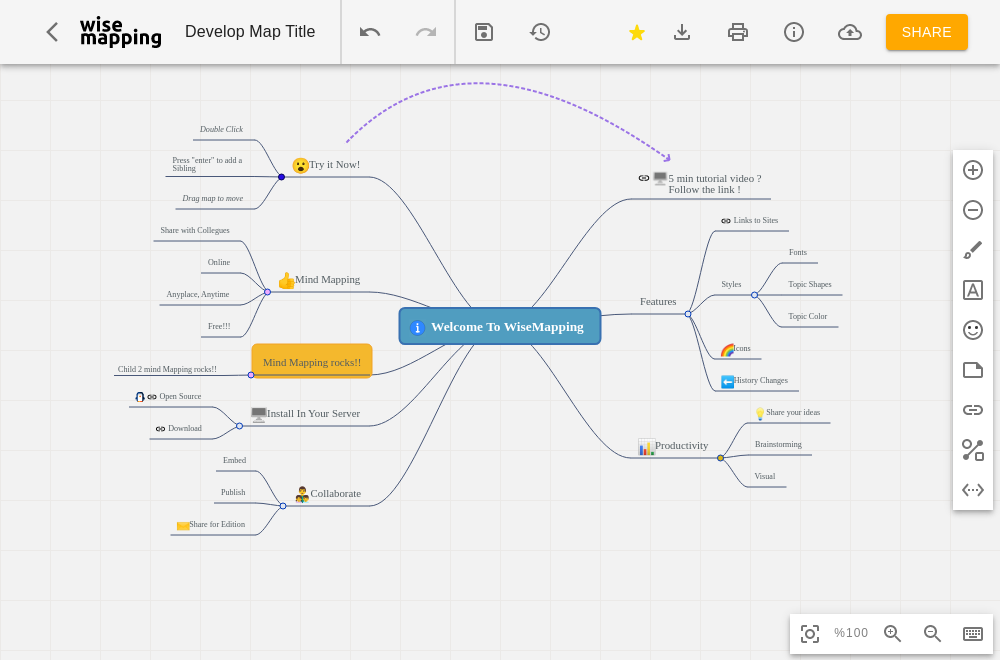 wise
mapping
Develop Map Title
SHARE
Double Click
Press "enter" to add a
Sibling
Drag map to move
Try it Now!
Share with Collegues
Online
Anyplace, Anytime
Free!!!
Mind Mapping
Mind Mapping rocks!!
Child 2 mind Mapping rocks!!
Open Source
Download
Install In Your Server
Embed
Publish
Share for Edition
Collaborate
Welcome To WiseMapping
5 min tutorial video ?
Follow the link !
Links to Sites
Fonts
Styles
Topic Shapes
Topic Color
Features
Icons
History Changes
Share your ideas
Productivity
Brainstorming
Visual
%100